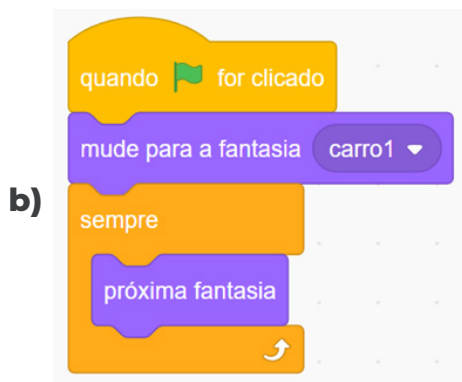 quando for clicado
mude para a fantasia carro1
b)
sempre
próxima fantasia